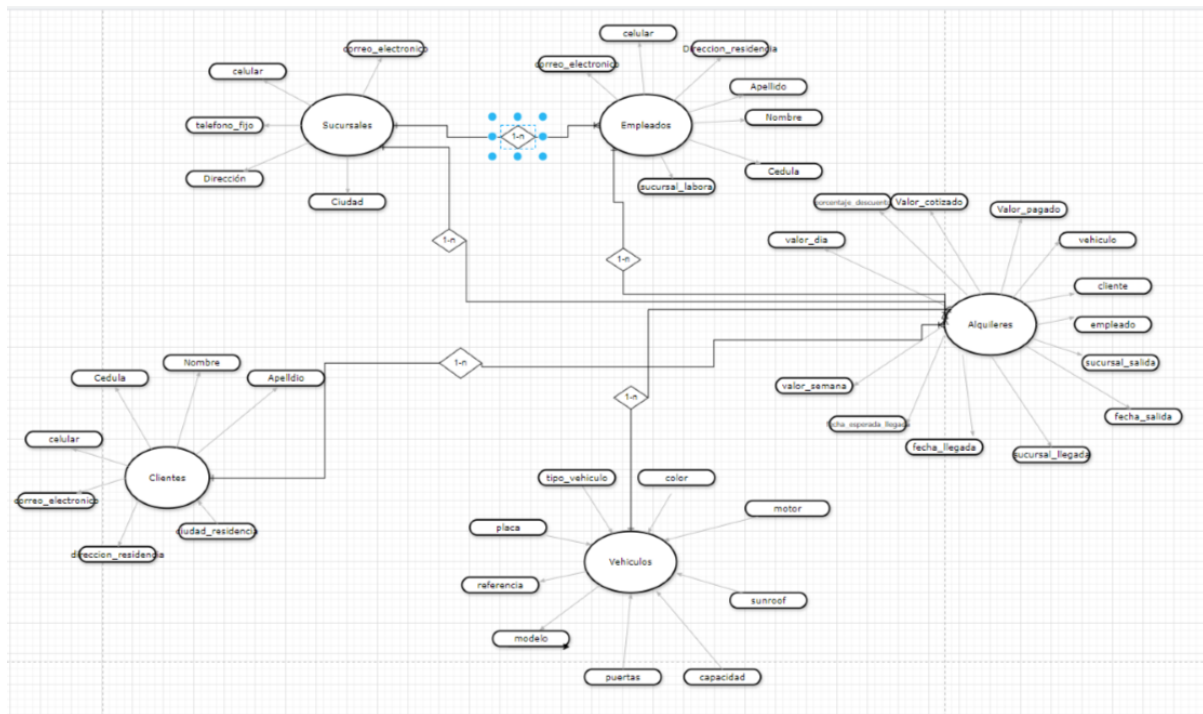 celular
correo_electronico
Direccion_residencia
celular
correo_electronico
Apellido
Nombre
telefono_fijo
Sucursales
1-n
Empleados
Cedula
Dirección
sucursal_labora
Ciudad
porcentaje_descuento
Valor_cotizado
Valor_pagado
1-n
1-n
valor_dia
vehiculo
cliente
Alquileres
empleado
sucursal_salida
Nombre
1-n
Cedula
Apelldio
valor_semana
1-n
fecha_salida
fecha_esperada_llegada
fecha_llegada
sucursal_llegada
celular
Clientes
tipo_vehiculo
color
correo_electronico
motor
ciudad_residencia
placa
direccion_residencia
Vehiculos
referencia
sunroof
modelo
puertas
capacidad